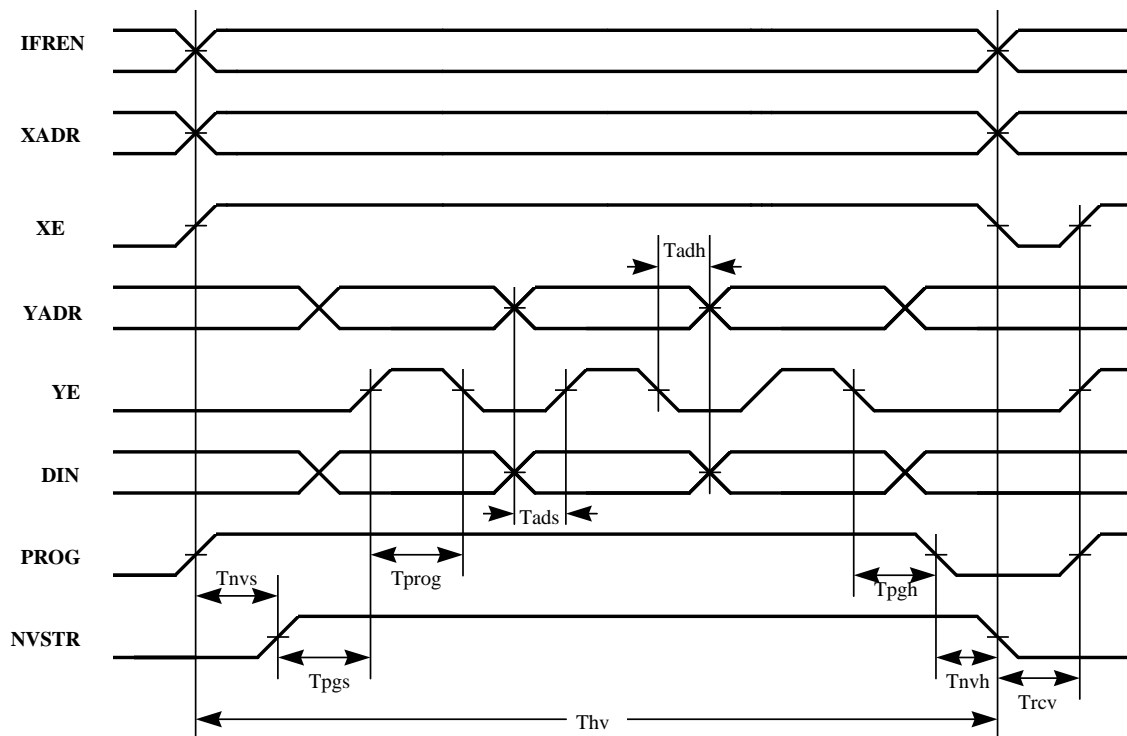 IFREN
XADR
XE
Tadh
YADR
YE
DIN
Tads
PROG
Tnvs
Tprog
Tpgh
NVSTR
Tpgs
Tnvh
Trcv
Thv